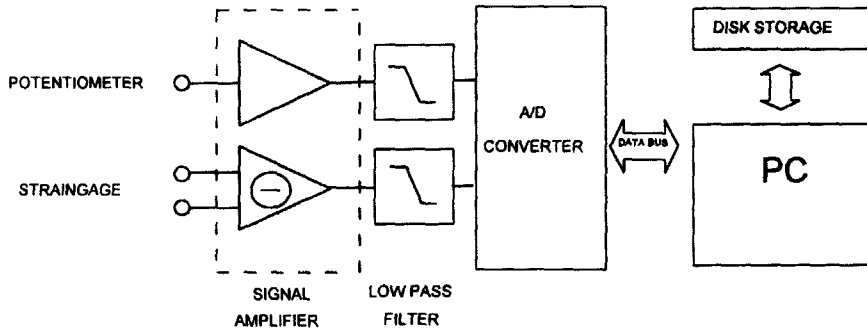 DISK STORAGE
POTENTIOMETER
A/D
CONVERTER
DATA BUS
PC
STRAINGAGE
SIGNAL
AMPLIFIER
LOW PASS
FILTER